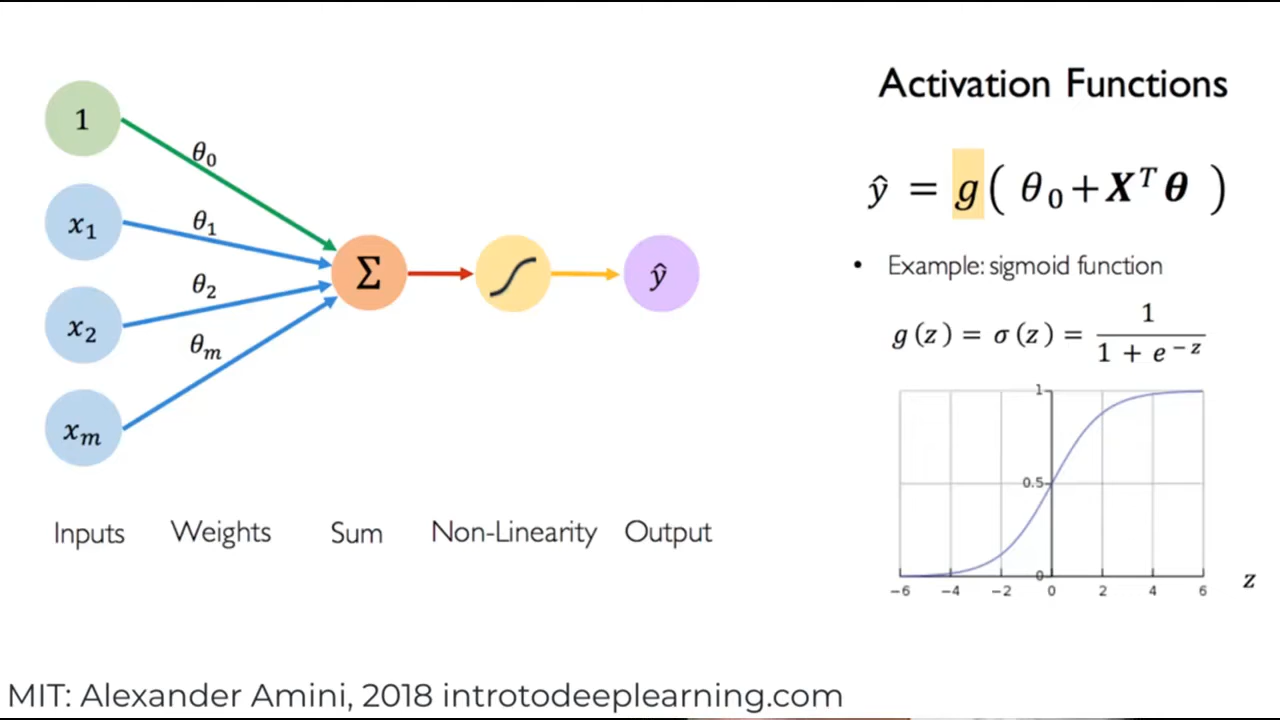 1
θ₀
x₁
θ₁
x₂
θ₂
xₘ
θₘ
Σ
ŷ
Inputs Weights Sum Non-Linearity Output
Activation Functions
ŷ = g ( θ₀ + Xᵀ θ )
• Example: sigmoid function
g(z) = σ(z) = 1 / (1 + e⁻ᶻ)
1
0.5
0
−6 −4 −2 0 2 4 6
z
MIT: Alexander Amini, 2018 introtodeeplearning.com